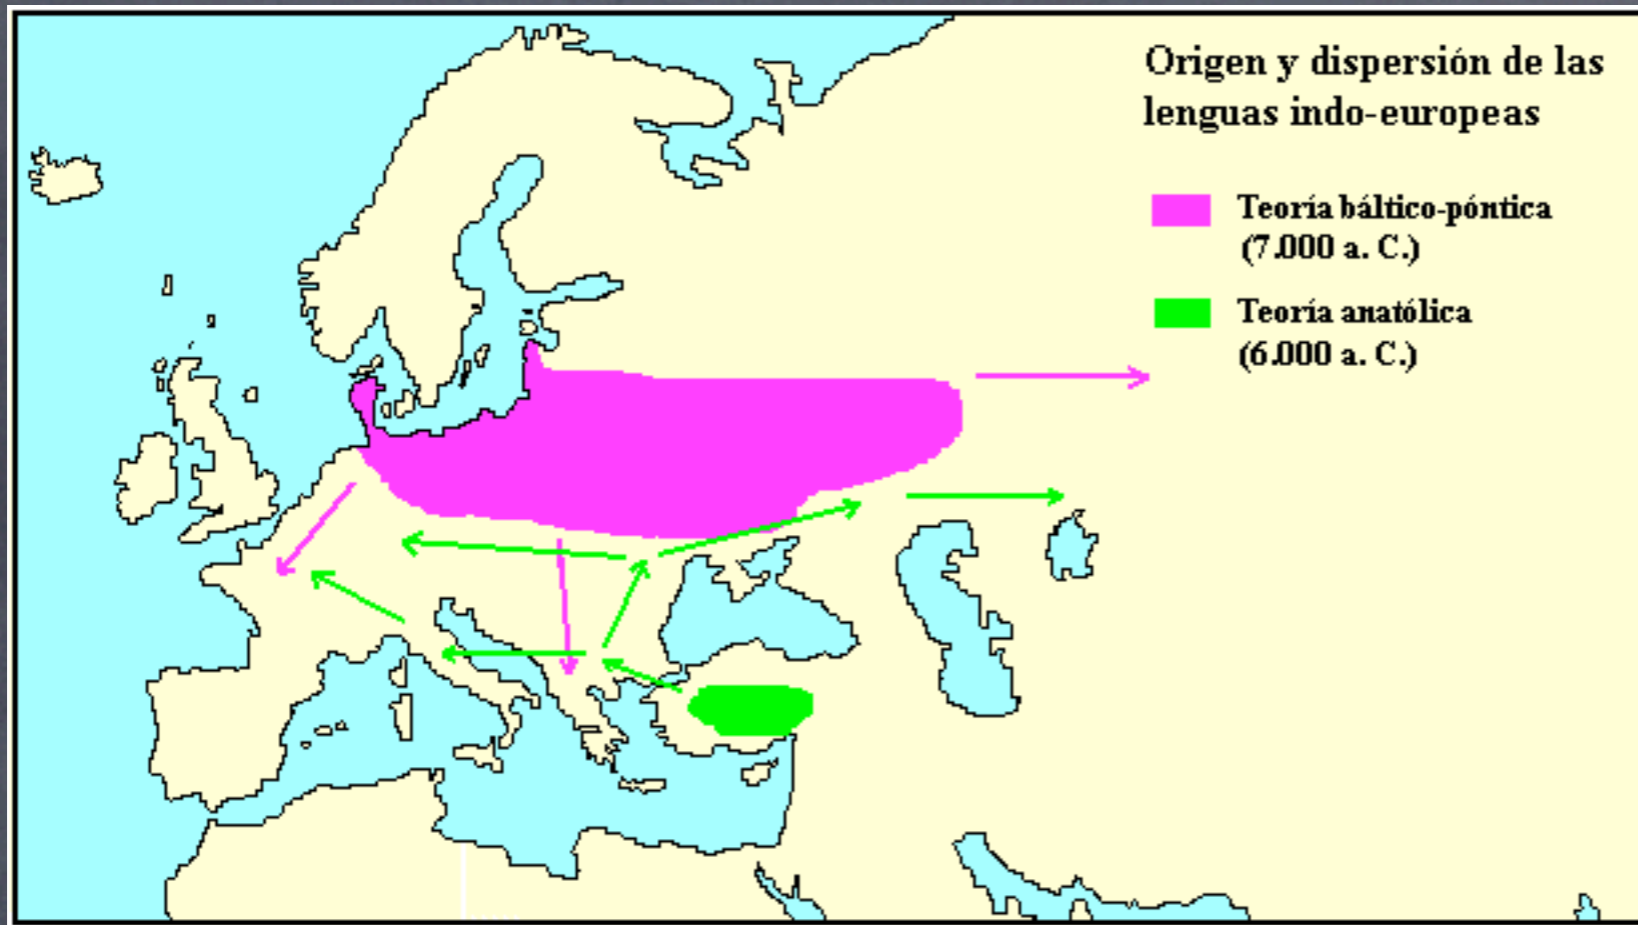 Origen y dispersión de las
lenguas indo-europeas
Teoría báltico-póntica
(7.000 a. C.)
Teoría anatólica
(6.000 a. C.)